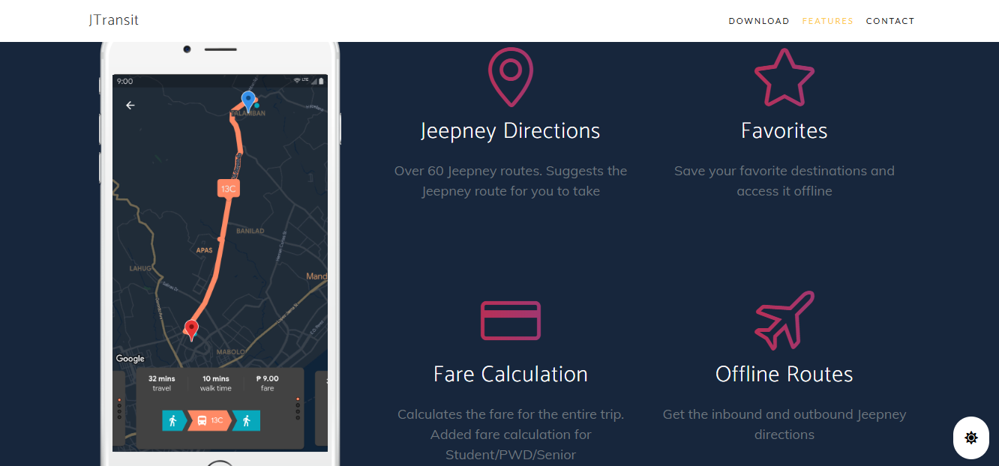 JTransit
DOWNLOAD FEATURES CONTACT
9:00
LTE
TALAMBAN
13C
BANILAD
APAS
LAHUG
Salinas Dr
Mand
MABOLO
Google
32 mins 10 mins ₱ 9.00
travel walk time fare
13C
Jeepney Directions
Over 60 Jeepney routes. Suggests the
Jeepney route for you to take
Favorites
Save your favorite destinations and
access it offline
Fare Calculation
Calculates the fare for the entire trip.
Added fare calculation for
Student/PWD/Senior
Offline Routes
Get the inbound and outbound Jeepney
directions